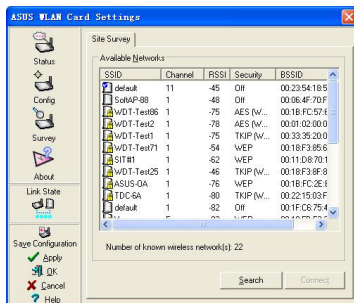 ASUS WLAN Card Settings
Status
Config
Survey
About
Link State
Save Configuration
Apply
OK
Cancel
Help
Site Survey
Available Networks
SSID Channel RSSI Security BSSID
default 11 -45 Off 00:23:54:18:5
SoftAP-88 1 -48 Off 00:06:4F:70:F
WDT-Test86 1 -75 AES (W... 00:1B:FC:57:6
WDT-Test2 1 -78 AES (W... 00:01:02:00:0
WDT-Test1 1 -75 TKIP (W... 00:33:35:20:0
WDT-Test71 1 -54 WEP 00:18:F3:85:6
SIT#1 1 -62 WEP 00:11:D8:70:1
WDT-Test25 1 -46 TKIP (W... 00:18:F3:8F:8
ASUS-OA 1 -76 WEP 00:1B:FC:2E:8
TDC-6A 1 -80 TKIP (W... 00:22:15:03:F
default 1 -82 Off 00:1F:C6:75:4
Number of known wireless network(s): 22
Search
Connect